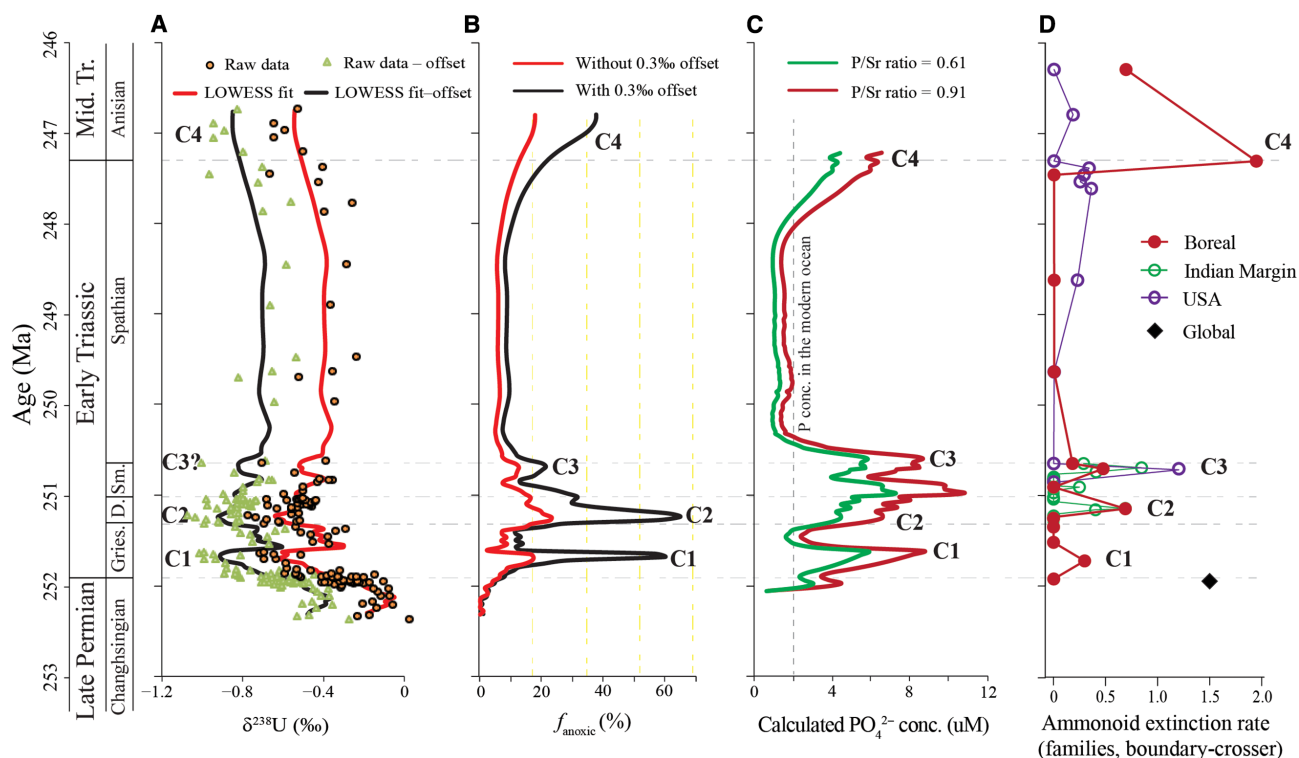 A
B
C
D
Age (Ma)
246
247
248
249
250
251
252
253
Late Permian
Early Triassic
Mid. Tr.
Changhsingian
Gries.
D.
Sm.
Spathian
Anisian
Raw data
Raw data – offset
LOWESS fit
LOWESS fit–offset
C4
C3?
C2
C1
−1.2
−0.8
−0.4
0
δ²³⁸U (‰)
Without 0.3‰ offset
With 0.3‰ offset
C4
C3
C2
C1
0
20
40
60
f anoxic (%)
P/Sr ratio = 0.61
P/Sr ratio = 0.91
P conc. in the modern ocean
C4
C3
C2
C1
0
4
8
12
Calculated PO₄²⁻ conc. (uM)
C4
Boreal
Indian Margin
USA
Global
C3
C2
C1
0
0.5
1.0
1.5
2.0
Ammonoid extinction rate
(families, boundary-crosser)